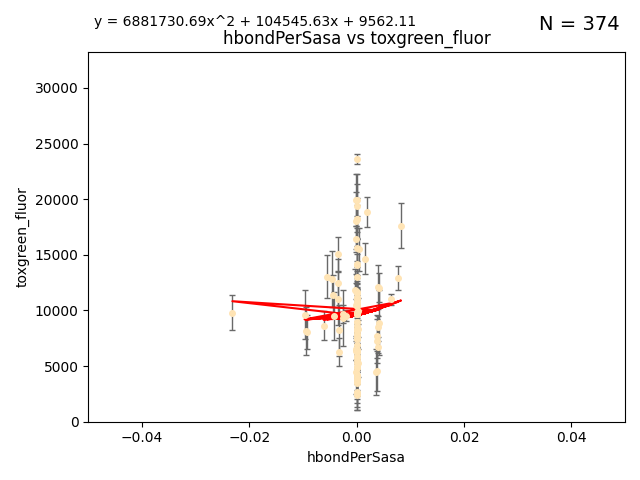 y = 6881730.69x^2 + 104545.63x + 9562.11
N = 374
hbondPerSasa vs toxgreen_fluor
30000
25000
20000
15000
10000
5000
0
toxgreen_fluor
−0.04 −0.02 0.00 0.02 0.04
hbondPerSasa